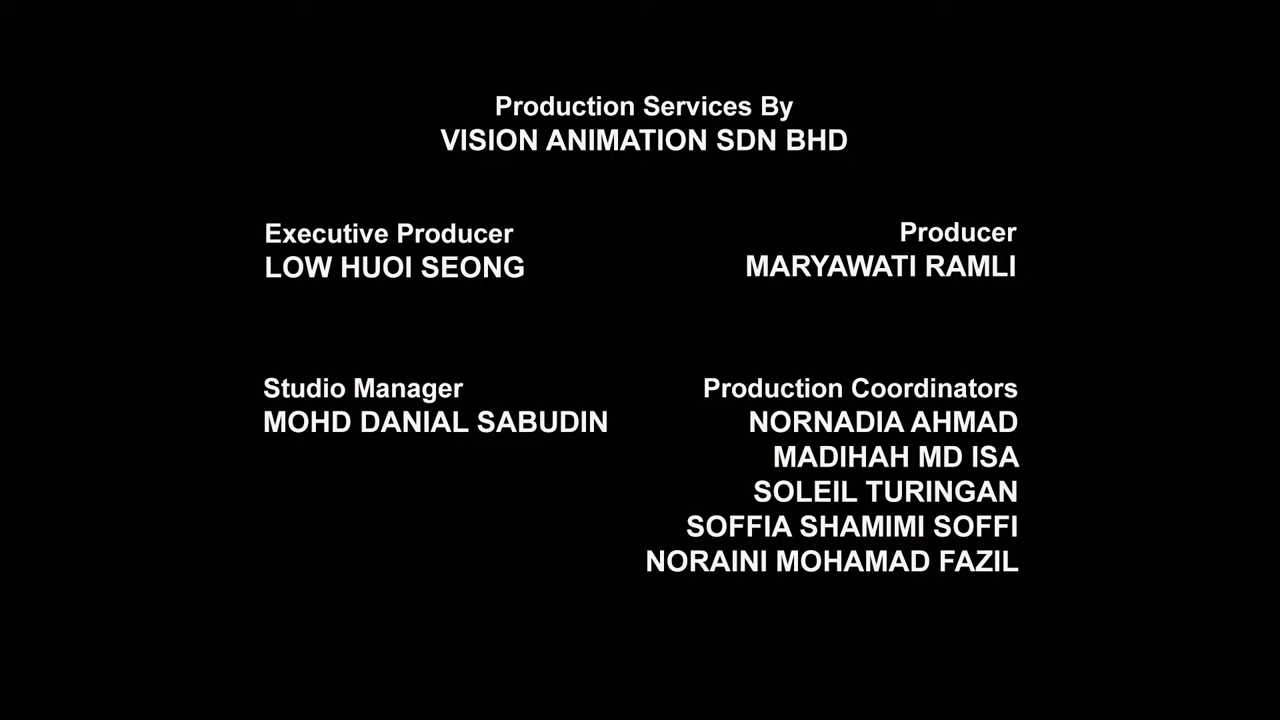 Production Services By
VISION ANIMATION SDN BHD
Executive Producer
LOW HUOI SEONG
Producer
MARYAWATI RAMLI
Studio Manager
MOHD DANIAL SABUDIN
Production Coordinators
NORNADIA AHMAD
MADIHAH MD ISA
SOLEIL TURINGAN
SOFFIA SHAMIMI SOFFI
NORAINI MOHAMAD FAZIL